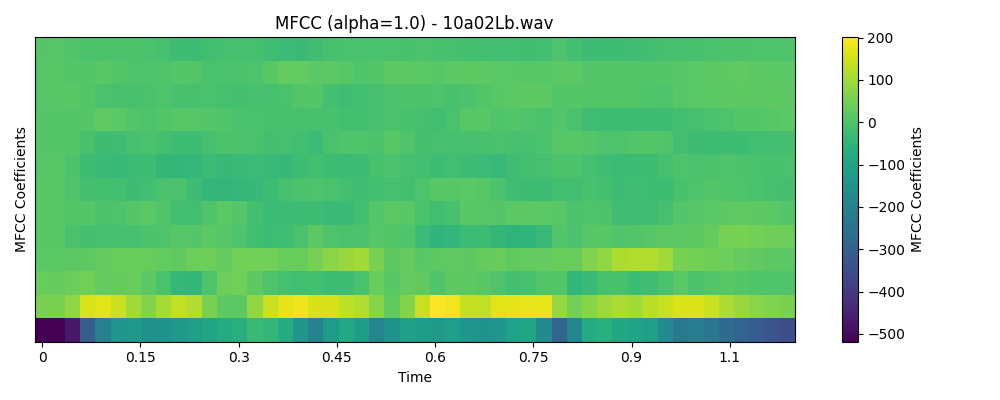 MFCC (alpha=1.0) - 10a02Lb.wav
MFCC Coefficients
0 0.15 0.3 0.45 0.6 0.75 0.9 1.1
Time
200
100
0
−100
−200
−300
−400
−500
MFCC Coefficients